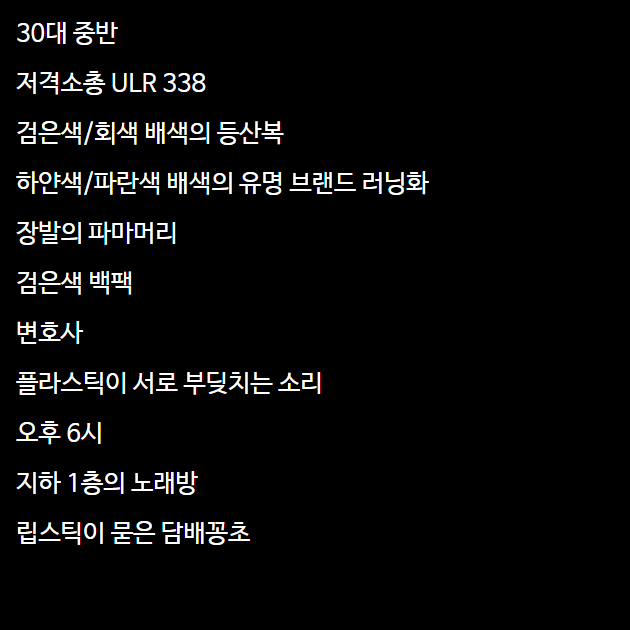 30대 중반
저격소총 ULR 338
검은색/회색 배색의 등산복
하얀색/파란색 배색의 유명 브랜드 러닝화
장발의 파마머리
검은색 백팩
변호사
플라스틱이 서로 부딪치는 소리
오후 6시
지하 1층의 노래방
립스틱이 묻은 담배꽁초